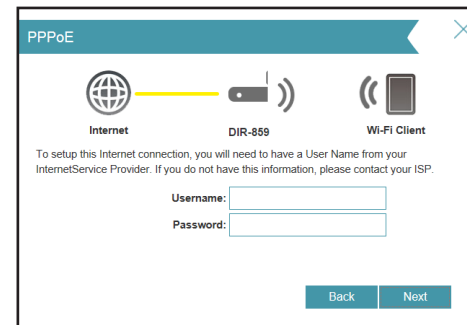 PPPoE
Internet DIR-859 Wi-Fi Client
To setup this Internet connection, you will need to have a User Name from your
InternetService Provider. If you do not have this information, please contact your ISP.
Username:
Password:
Back Next